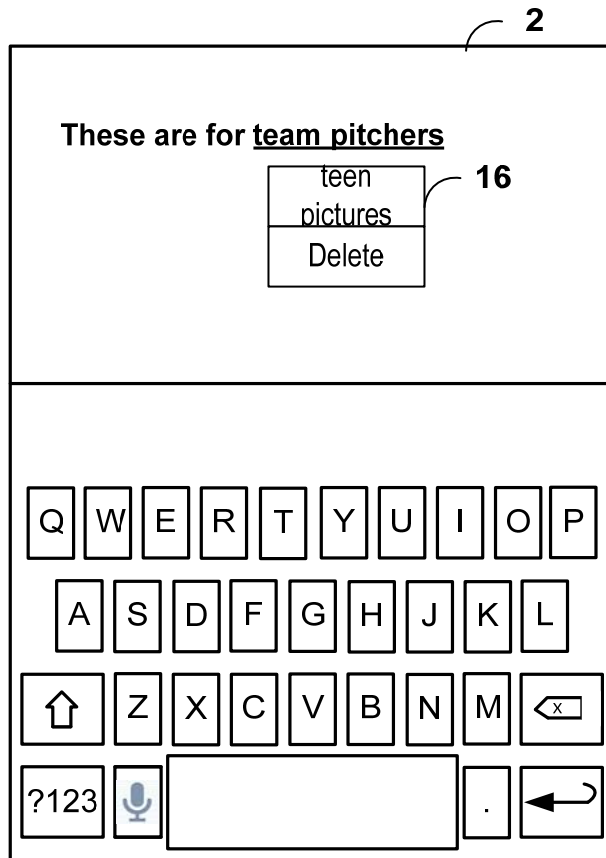 2
These are for team pitchers
teen
pictures
16
Delete
Q W E R T Y U I O P
A S D F G H J K L
Z X C V B N M x
?123 .